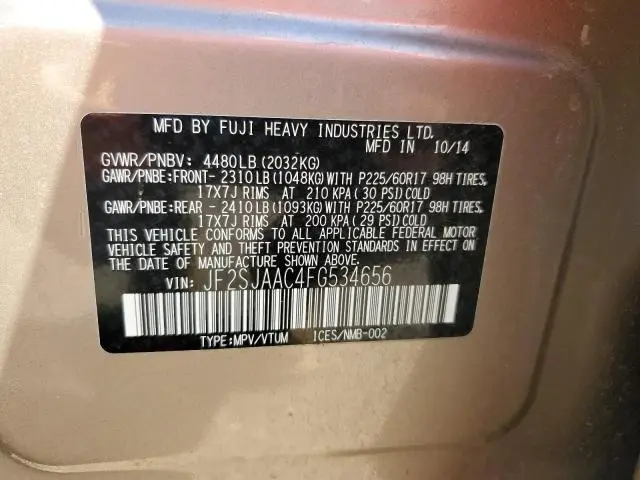 MFD BY FUJI HEAVY INDUSTRIES LTD.
MFD IN 10/14
GVWR/PNBV: 4480LB (2032KG)
GAWR/PNBE:FRONT- 2310LB (1048KG) WITH P225/60R17 98H TIRES,
17X7J RIMS AT 210 KPA ( 30 PSI) COLD
GAWR/PNBE:REAR - 2410LB (1093KG) WITH P225/60R17 98H TIRES,
17X7J RIMS AT 200 KPA ( 29 PSI) COLD
THIS VEHICLE CONFORMS TO ALL APPLICABLE FEDERAL MOTOR
VEHICLE SAFETY AND THEFT PREVENTION STANDARDS IN EFFECT ON
THE DATE OF MANUFACTURE SHOWN ABOVE.
VIN: JF2SJAAC4FG534656
TYPE:MPV/VTUM ICES/NMB-002